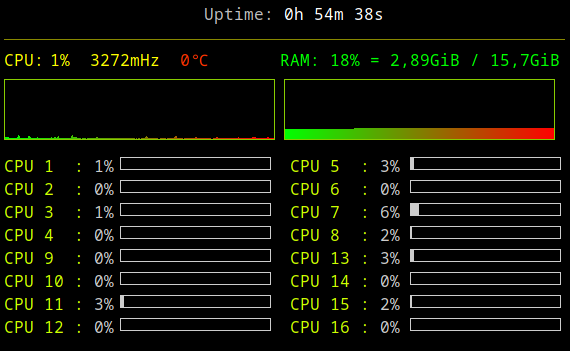 Uptime: 0h 54m 38s
CPU: 1% 3272mHz 0°C RAM: 18% = 2,89GiB / 15,7GiB
CPU 1 : 1% CPU 5 : 3%
CPU 2 : 0% CPU 6 : 0%
CPU 3 : 1% CPU 7 : 6%
CPU 4 : 0% CPU 8 : 2%
CPU 9 : 0% CPU 13 : 3%
CPU 10 : 0% CPU 14 : 0%
CPU 11 : 3% CPU 15 : 2%
CPU 12 : 0% CPU 16 : 0%